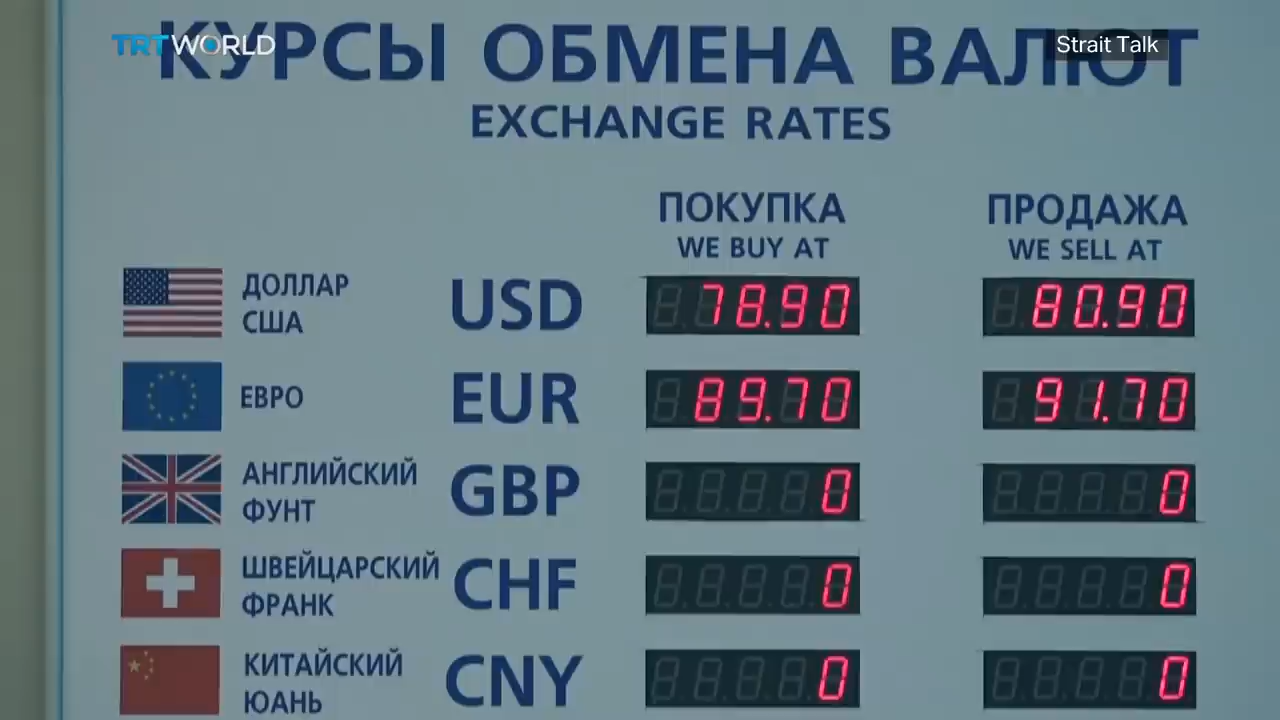 TRT WORLD
Strait Talk
КУРСЫ ОБМЕНА ВАЛЮТ
EXCHANGE RATES
ПОКУПКА ПРОДАЖА
WE BUY AT WE SELL AT
ДОЛЛАР
США USD 78.90 80.90
ЕВРО EUR 89.70 91.70
АНГЛИЙСКИЙ
ФУНТ GBP 0 0
ШВЕЙЦАРСКИЙ
ФРАНК CHF 0 0
КИТАЙСКИЙ
ЮАНЬ CNY 0 0